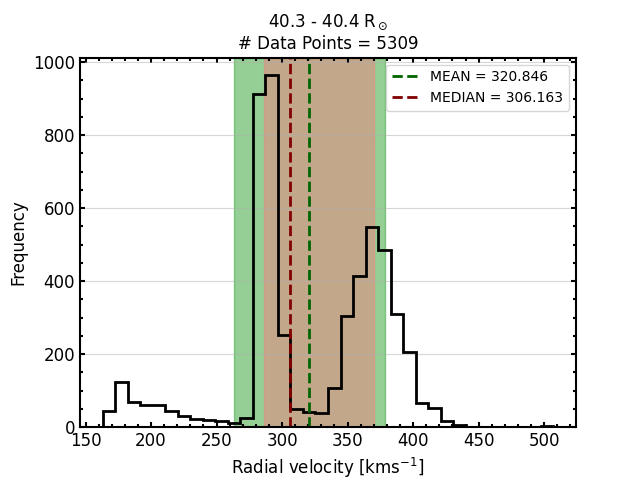 40.3 - 40.4 R⊙
# Data Points = 5309
MEAN = 320.846
MEDIAN = 306.163
Frequency
1000
800
600
400
200
0
150 200 250 300 350 400 450 500
Radial velocity [kms⁻¹]